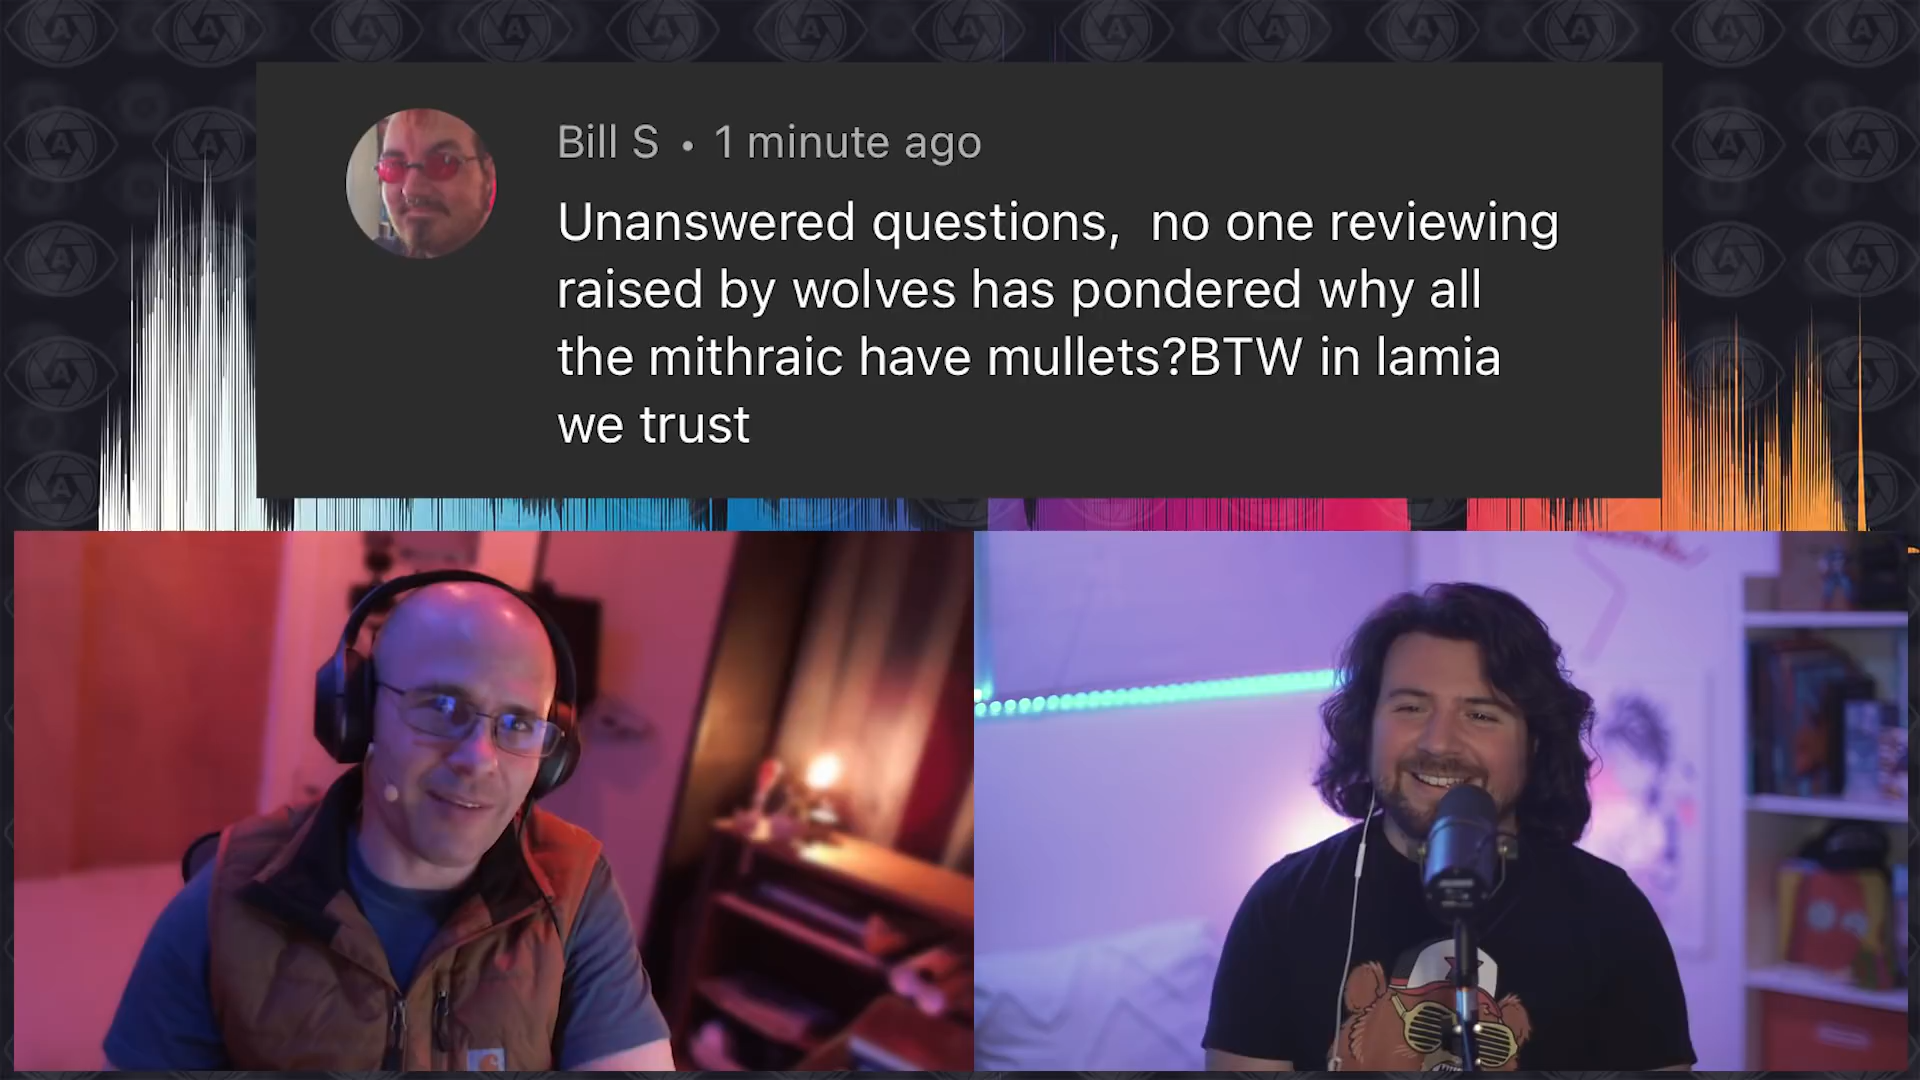 Bill S • 1 minute ago
Unanswered questions,  no one reviewing
raised by wolves has pondered why all
the mithraic have mullets?BTW in lamia
we trust